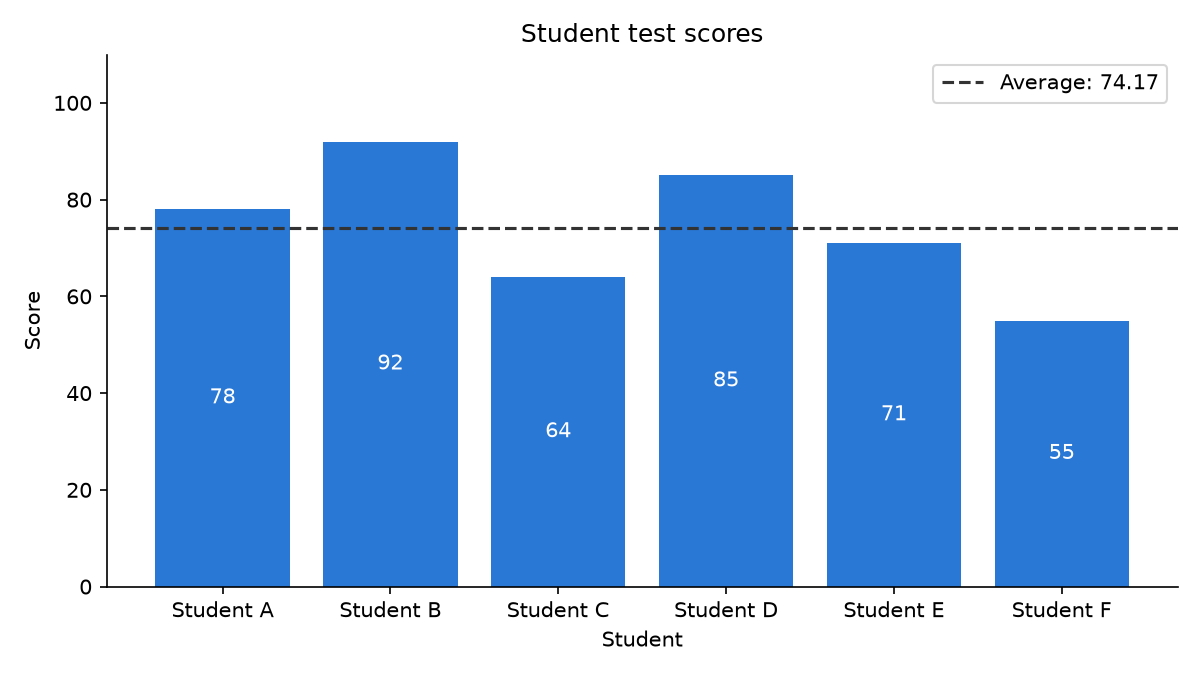 Student test scores
Average: 74.17
Score
100
80
60
40
20
0
78
92
64
85
71
55
Student A
Student B
Student C
Student D
Student E
Student F
Student